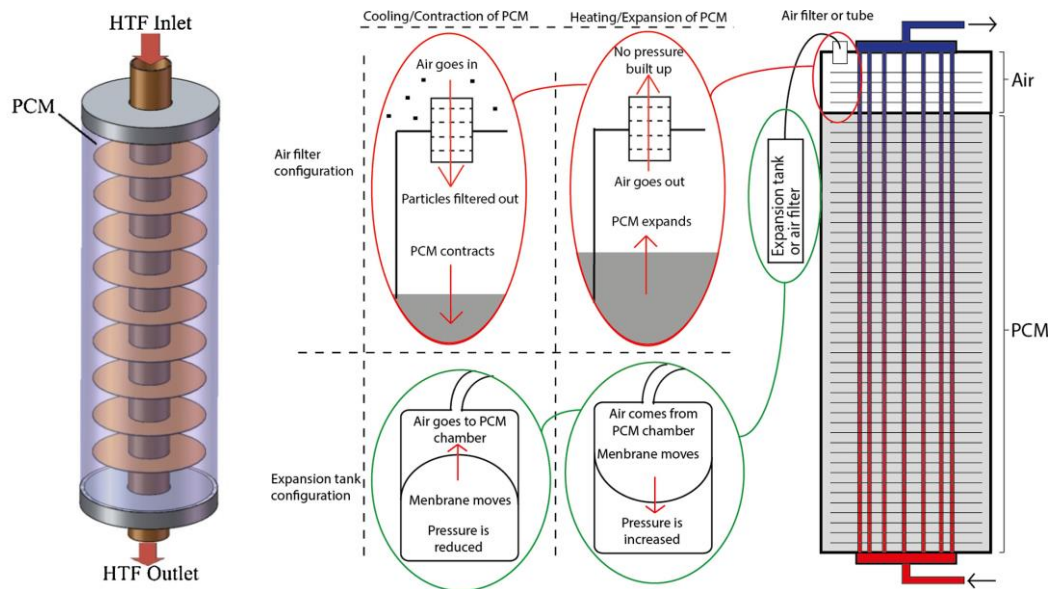 HTF Inlet
PCM
HTF Outlet
Cooling/Contraction of PCM
Heating/Expansion of PCM
Air filter
configuration
Air goes in
Particles filtered out
PCM contracts
No pressure
built up
Air goes out
PCM expands
Expansion tank
configuration
Air goes to PCM
chamber
Menbrane moves
Pressure is
reduced
Air comes from
PCM chamber
Menbrane moves
Pressure is
increased
Air filter or tube
Expansion tank
or air filter
Air
PCM